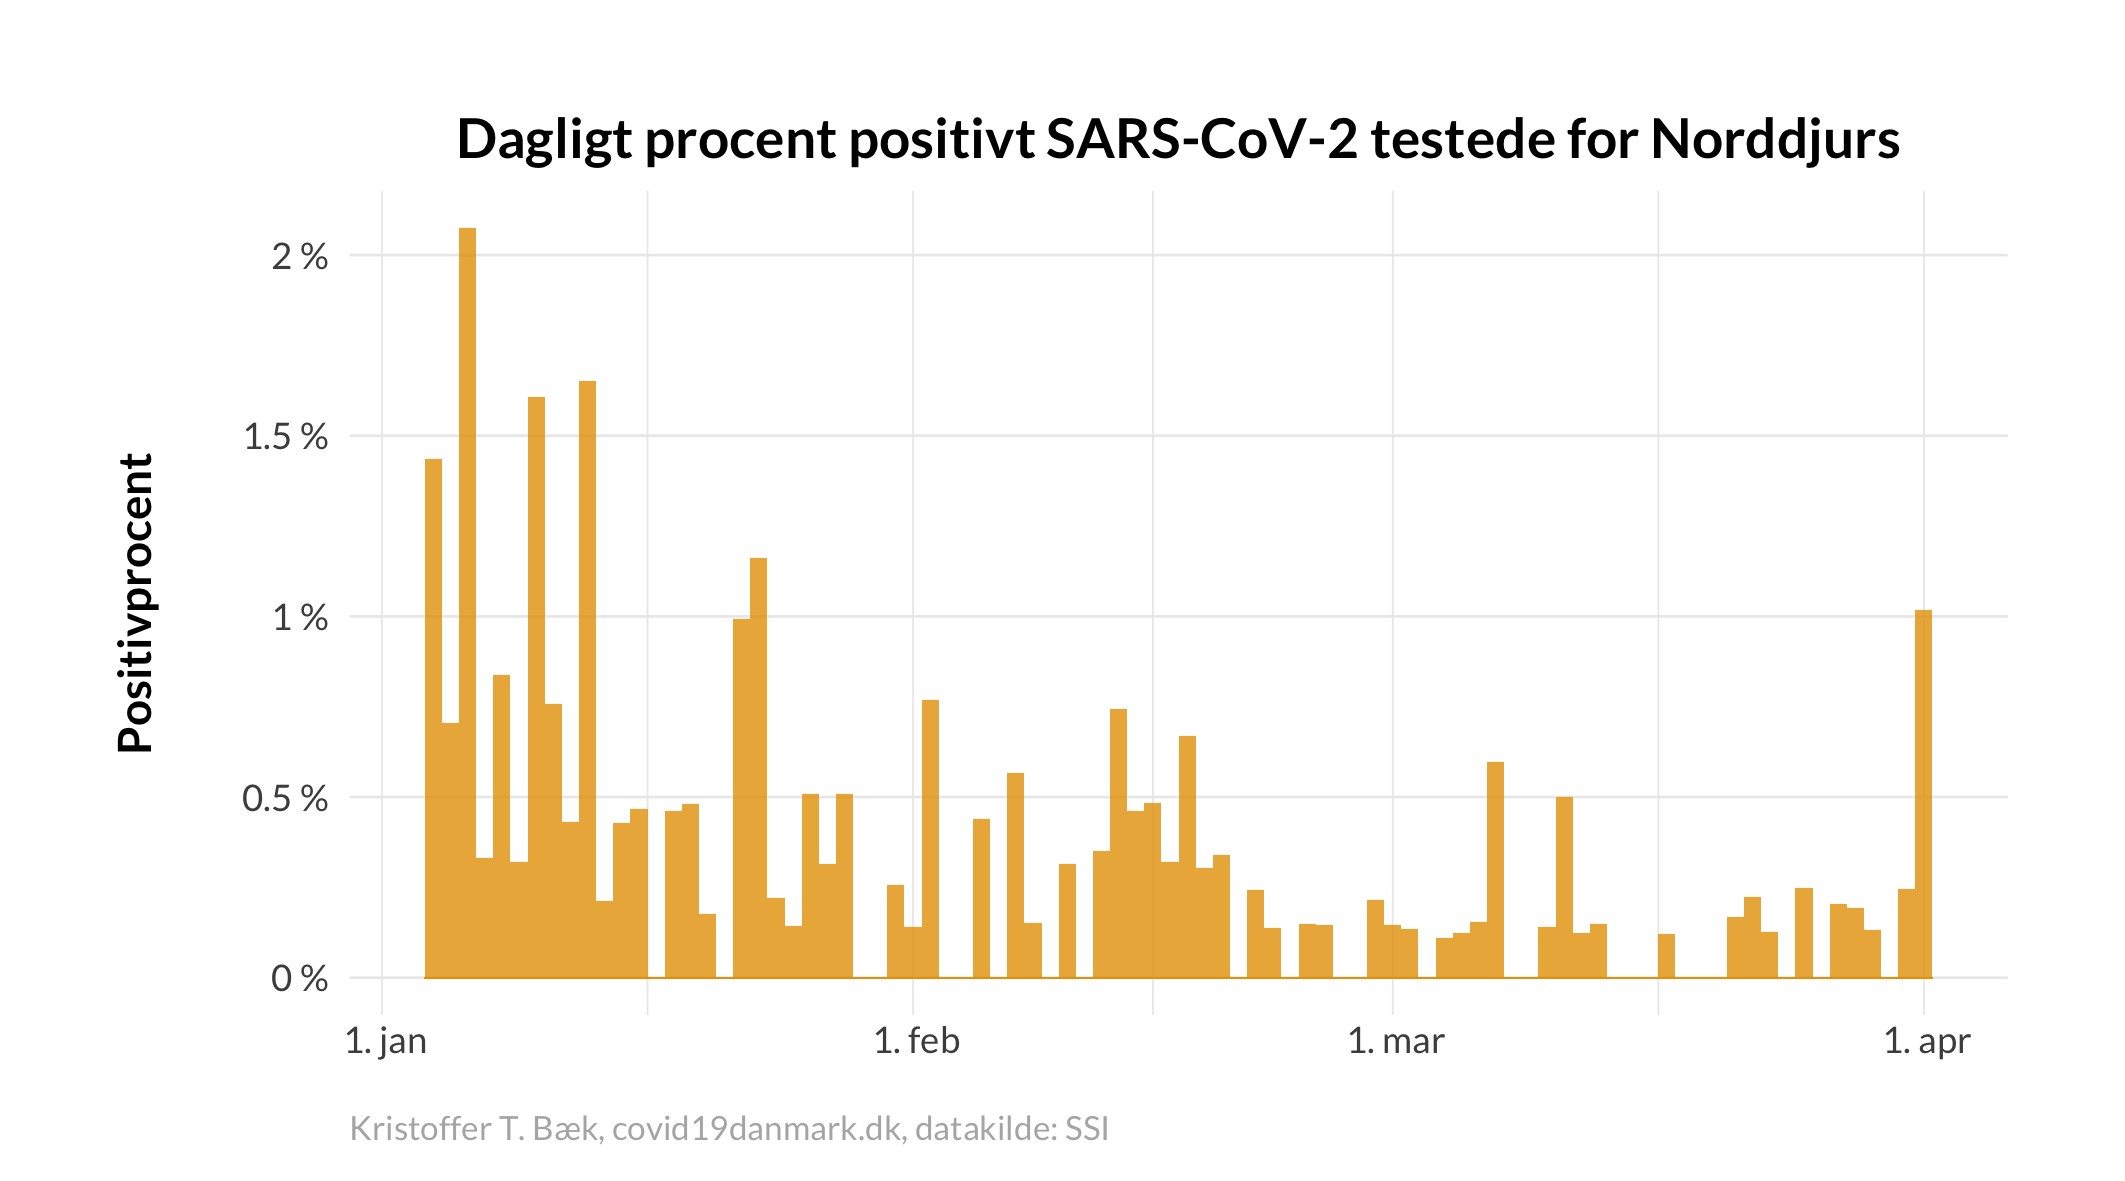 Dagligt procent positivt SARS-CoV-2 testede for Norddjurs
Positivprocent
2 %
1.5 %
1 %
0.5 %
0 %
1. jan
1. feb
1. mar
1. apr
Kristoffer T. Bæk, covid19danmark.dk, datakilde: SSI